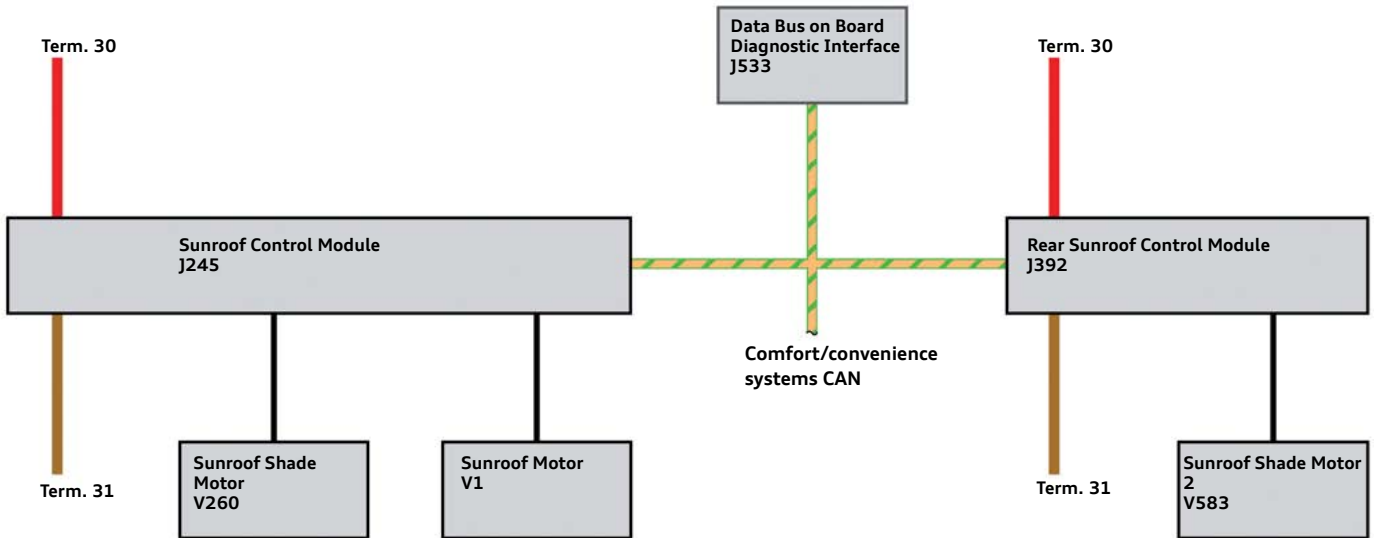 Data Bus on Board
Diagnostic Interface
J533
Term. 30
Term. 30
Sunroof Control Module
J245
Rear Sunroof Control Module
J392
Comfort/convenience
systems CAN
Sunroof Shade
Motor
V260
Sunroof Motor
V1
Sunroof Shade Motor
2
V583
Term. 31
Term. 31